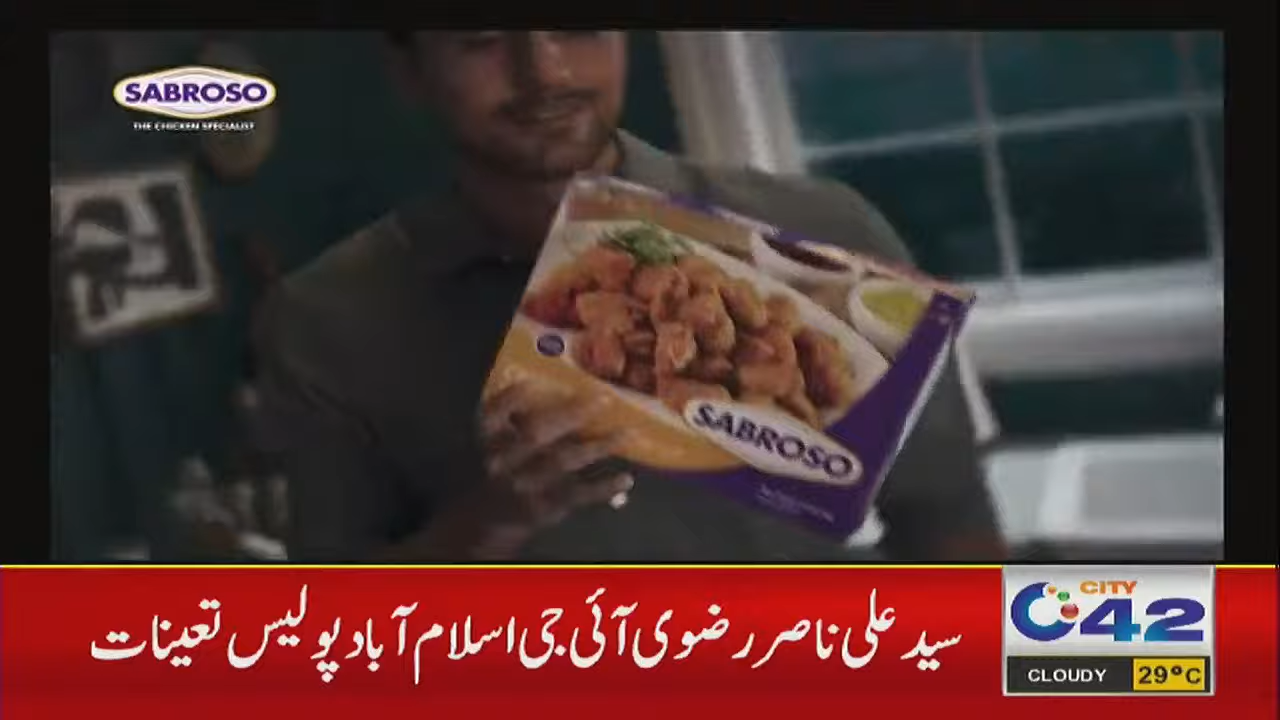 SABROSO
THE CHICKEN SPECIALIST
SABROSO
سید علی ناصر رضوی آئی جی اسلام آباد پولیس تعینات
CITY
42
CLOUDY 29°C